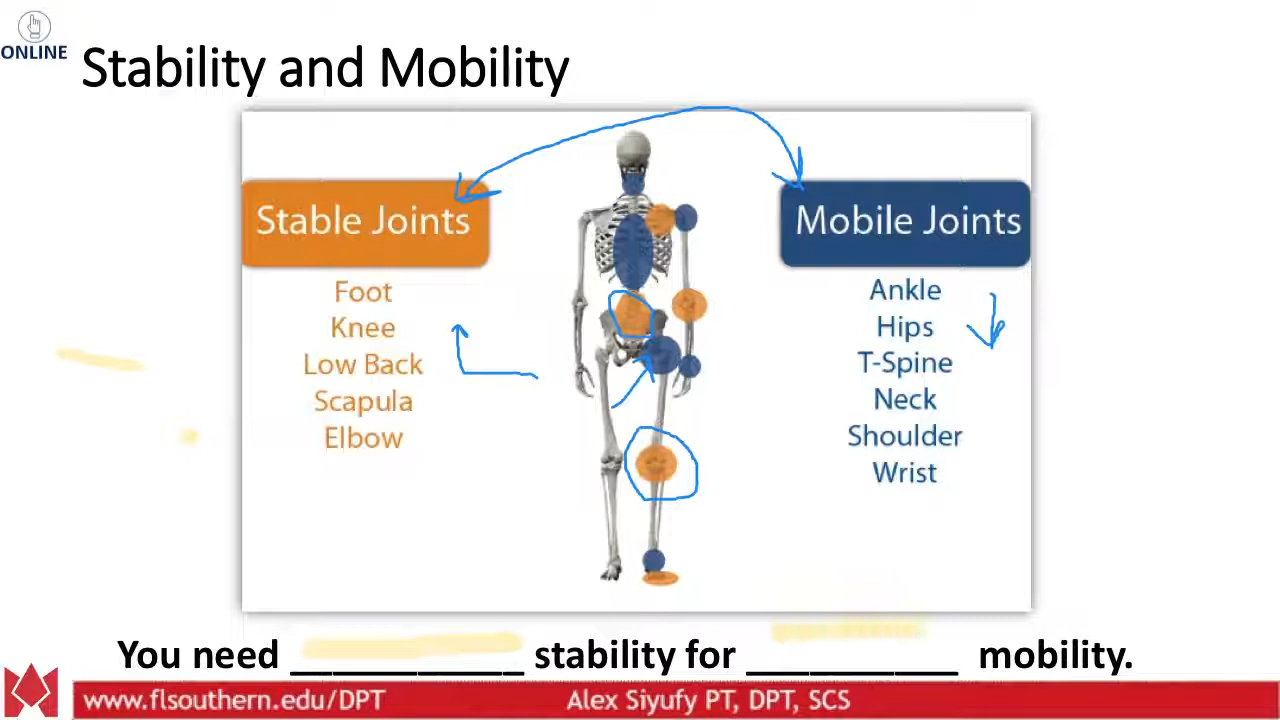 ONLINE
Stability and Mobility
Stable Joints
Foot
Knee
Low Back
Scapula
Elbow
Mobile Joints
Ankle
Hips
T-Spine
Neck
Shoulder
Wrist
You need ___________ stability for __________ mobility.
www.flsouthern.edu/DPT
Alex Siyufy PT, DPT, SCS